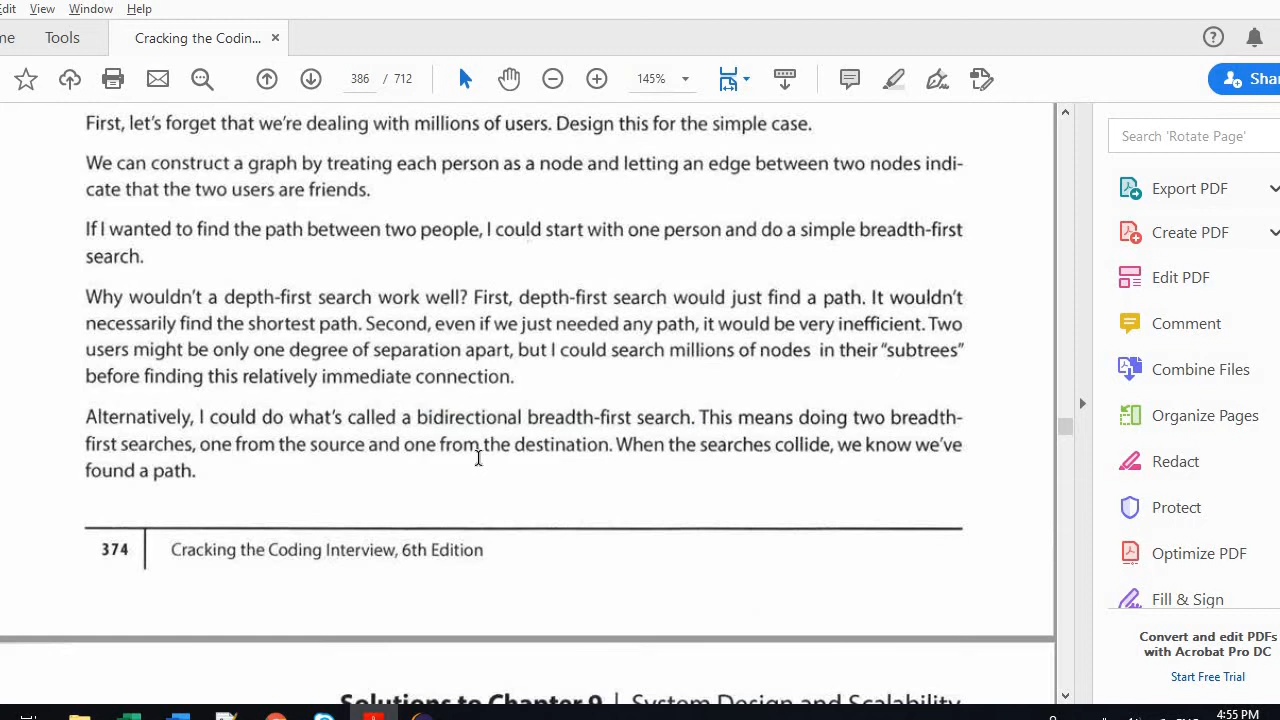 Edit View Window Help
me Tools Cracking the Codin... ×
386 / 712 145%
Share
First, let's forget that we're dealing with millions of users. Design this for the simple case.
We can construct a graph by treating each person as a node and letting an edge between two nodes indi-
cate that the two users are friends.
If I wanted to find the path between two people, I could start with one person and do a simple breadth-first
search.
Why wouldn't a depth-first search work well? First, depth-first search would just find a path. It wouldn't
necessarily find the shortest path. Second, even if we just needed any path, it would be very inefficient. Two
users might be only one degree of separation apart, but I could search millions of nodes in their "subtrees"
before finding this relatively immediate connection.
Alternatively, I could do what's called a bidirectional breadth-first search. This means doing two breadth-
first searches, one from the source and one from the destination. When the searches collide, we know we've
found a path.
374 Cracking the Coding Interview, 6th Edition
Solutions to Chapter 9 | System Design and Scalability
Search 'Rotate Page'
Export PDF
Create PDF
Edit PDF
Comment
Combine Files
Organize Pages
Redact
Protect
Optimize PDF
Fill & Sign
Convert and edit PDFs
with Acrobat Pro DC
Start Free Trial
4:55 PM